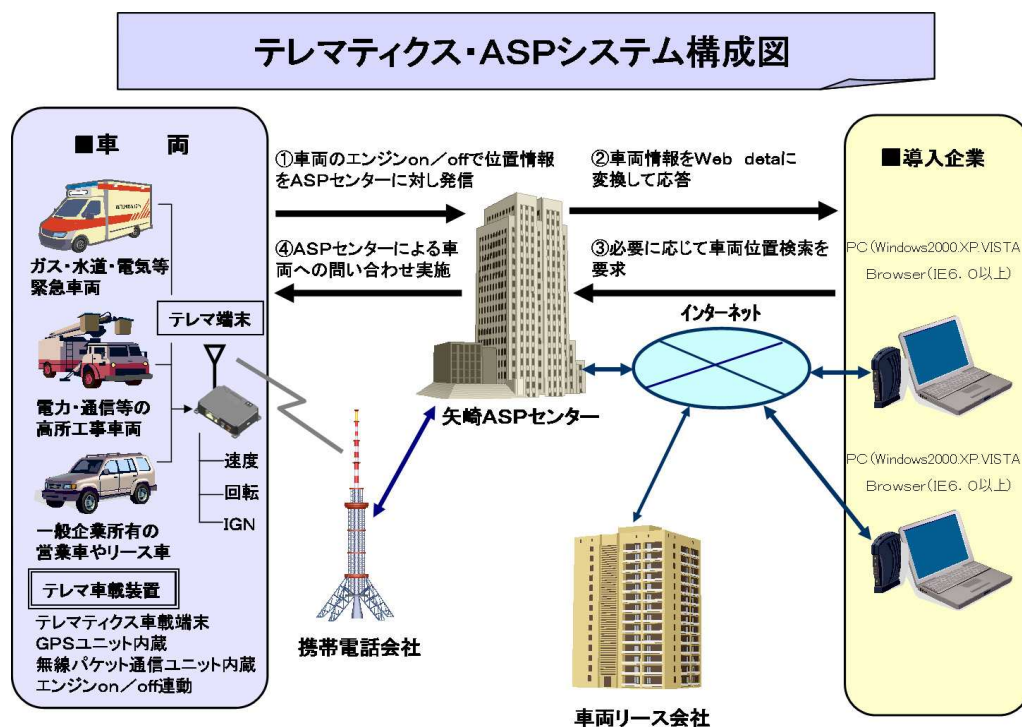 テレマティクス・ASPシステム構成図
■車　両
ガス・水道・電気等
緊急車両
テレマ端末
電力・通信等の
高所工事車両
速度
回転
IGN
一般企業所有の
営業車やリース車
テレマ車載装置
テレマティクス車載端末
GPSユニット内蔵
無線パケット通信ユニット内蔵
エンジンon／off連動
①車両のエンジンon／offで位置情報
をASPセンターに対し発信
②車両情報をWeb detaに
変換して応答
④ASPセンターによる車
両への問い合わせ実施
③必要に応じて車両位置検索を
要求
インターネット
矢崎ASPセンター
携帯電話会社
車両リース会社
■導入企業
PC（Windows2000.XP.VISTA
Browser（IE6．0以上）
PC（Windows2000.XP.VISTA
Browser（IE6．0以上）